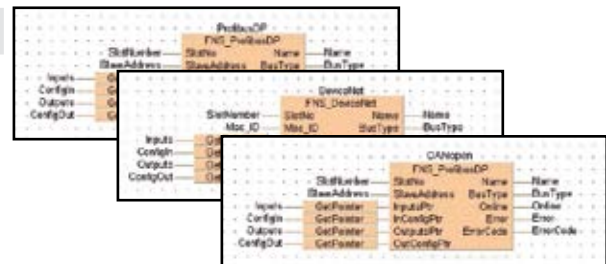 ProfibusDP
FNS_ProfibusDP
SlotNumber SlotNo Name Name
SlaveAddress SlaveAddress BusType BusType
Inputs
ConfigIn
Outputs
ConfigOut
DeviceNet
FNS_DeviceNet
SlotNumber SlotNo Name Name
Mac_ID Mac_ID BusType BusType
Inputs
ConfigIn
Outputs
ConfigOut
CANopen
FNS_ProfibusDP
SlotNumber SlotNo Name Name
SlaveAddress SlaveAddress BusType BusType
Inputs GetPointer InputsPtr Online Online
ConfigIn GetPointer InConfigPtr Error Error
Outputs GetPointer OutputsPtr ErrorCode ErrorCode
ConfigOut GetPointer OutConfigPtr